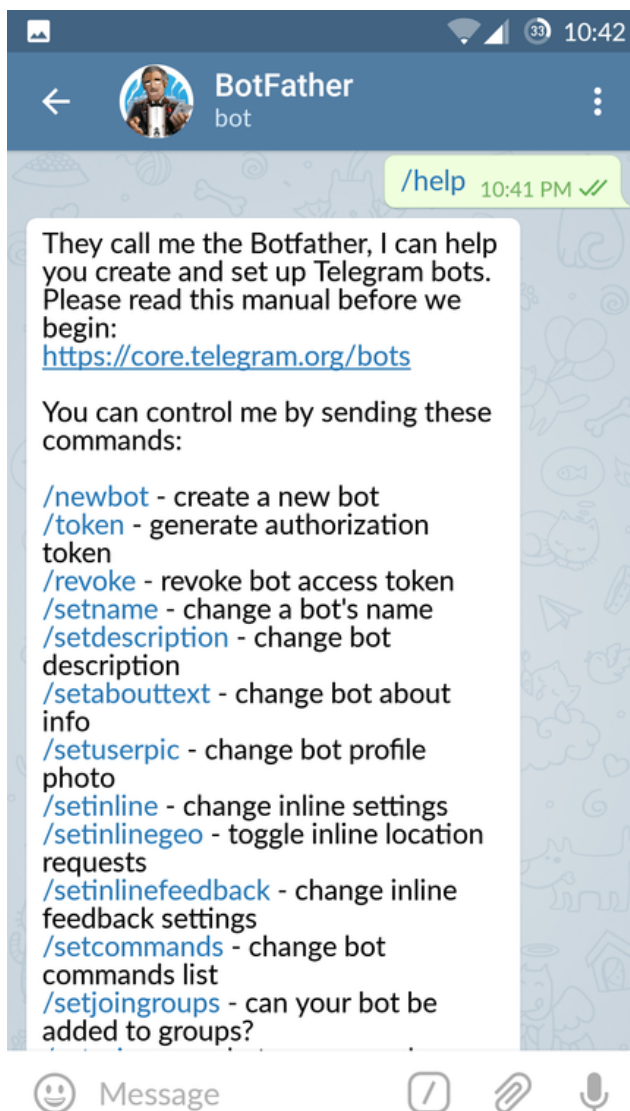 33 10:42
BotFather
bot
/help 10:41 PM
They call me the Botfather, I can help
you create and set up Telegram bots.
Please read this manual before we
begin:
https://core.telegram.org/bots
You can control me by sending these
commands:
/newbot - create a new bot
/token - generate authorization
token
/revoke - revoke bot access token
/setname - change a bot's name
/setdescription - change bot
description
/setabouttext - change bot about
info
/setuserpic - change bot profile
photo
/setinline - change inline settings
/setinlinegeo - toggle inline location
requests
/setinlinefeedback - change inline
feedback settings
/setcommands - change bot
commands list
/setjoingroups - can your bot be
added to groups?
Message /